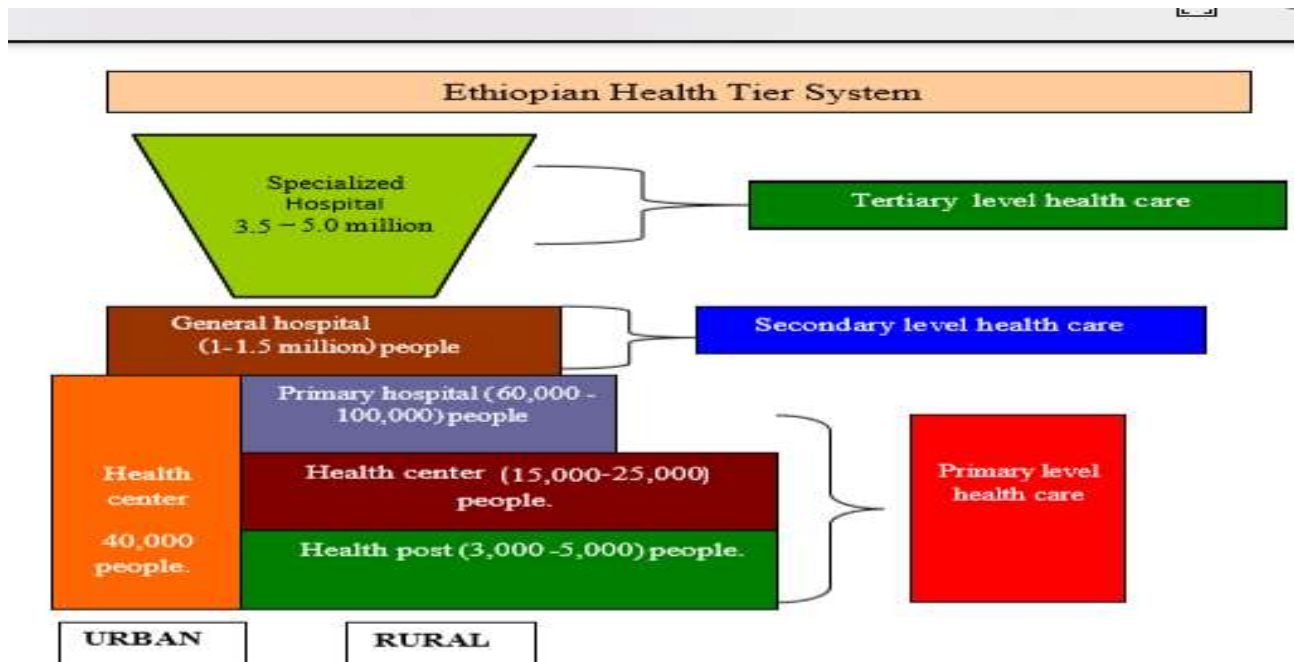 Ethiopian Health Tier System
Specialized
Hospital
3.5 – 5.0 million
Tertiary level health care
General hospital
(1-1.5 million) people
Secondary level health care
Primary hospital (60,000 -
100,000) people
Health
center
40,000
people.
Health center (15,000-25,000)
people.
Health post (3,000 -5,000) people.
Primary level
health care
URBAN
RURAL